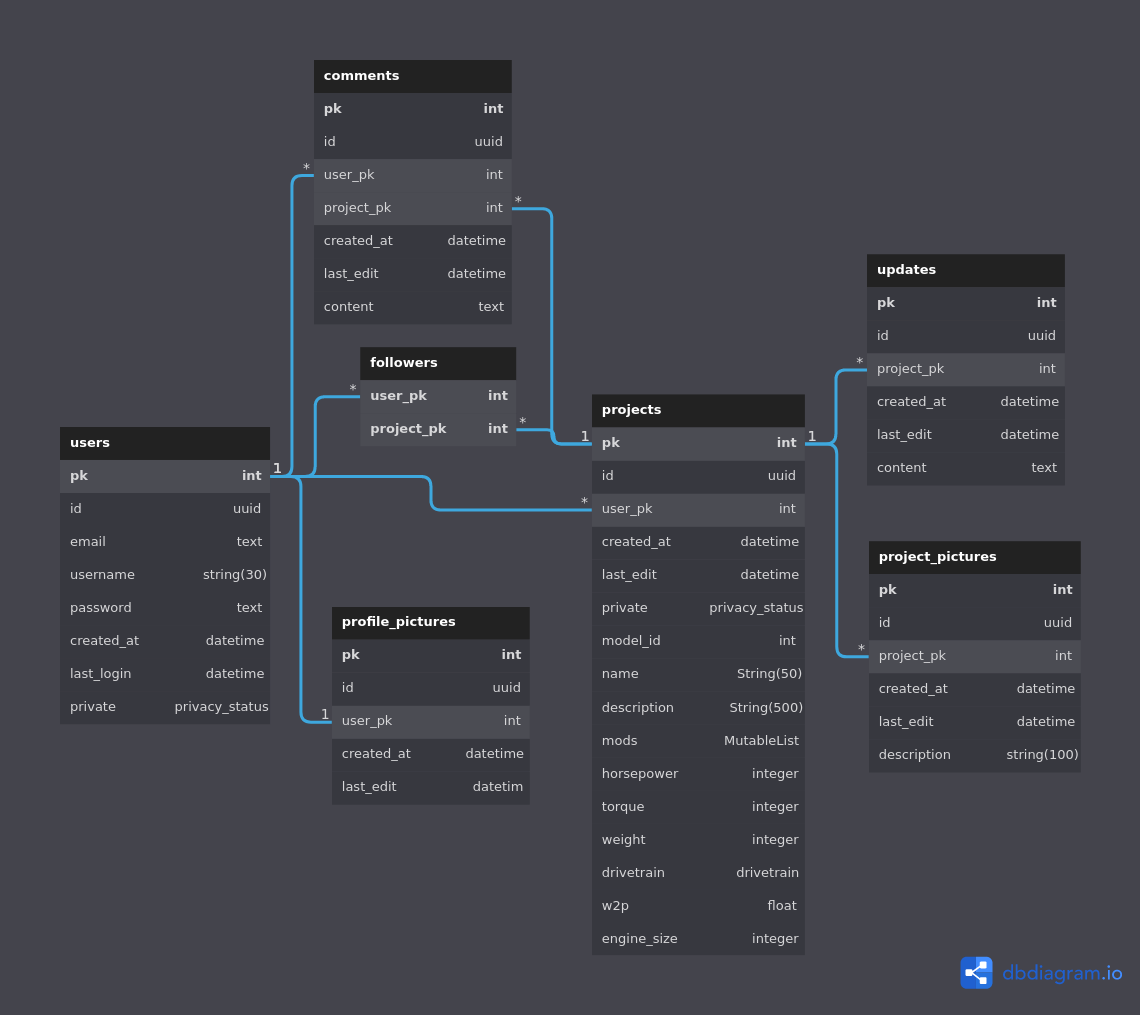 comments
pk int
id uuid
* user_pk int
project_pk int *
created_at datetime
last_edit datetime
content text
followers
* user_pk int
project_pk int *
users
pk int 1
id uuid
email text
username string(30)
password text
created_at datetime
last_login datetime
private privacy_status
profile_pictures
pk int
id uuid
1 user_pk int
created_at datetime
last_edit datetim
projects
1 pk int 1
id uuid
* user_pk int
created_at datetime
last_edit datetime
private privacy_status
model_id int
name String(50)
description String(500)
mods MutableList
horsepower integer
torque integer
weight integer
drivetrain drivetrain
w2p float
engine_size integer
updates
pk int
id uuid
* project_pk int
created_at datetime
last_edit datetime
content text
project_pictures
pk int
id uuid
* project_pk int
created_at datetime
last_edit datetime
description string(100)
dbdiagram.io